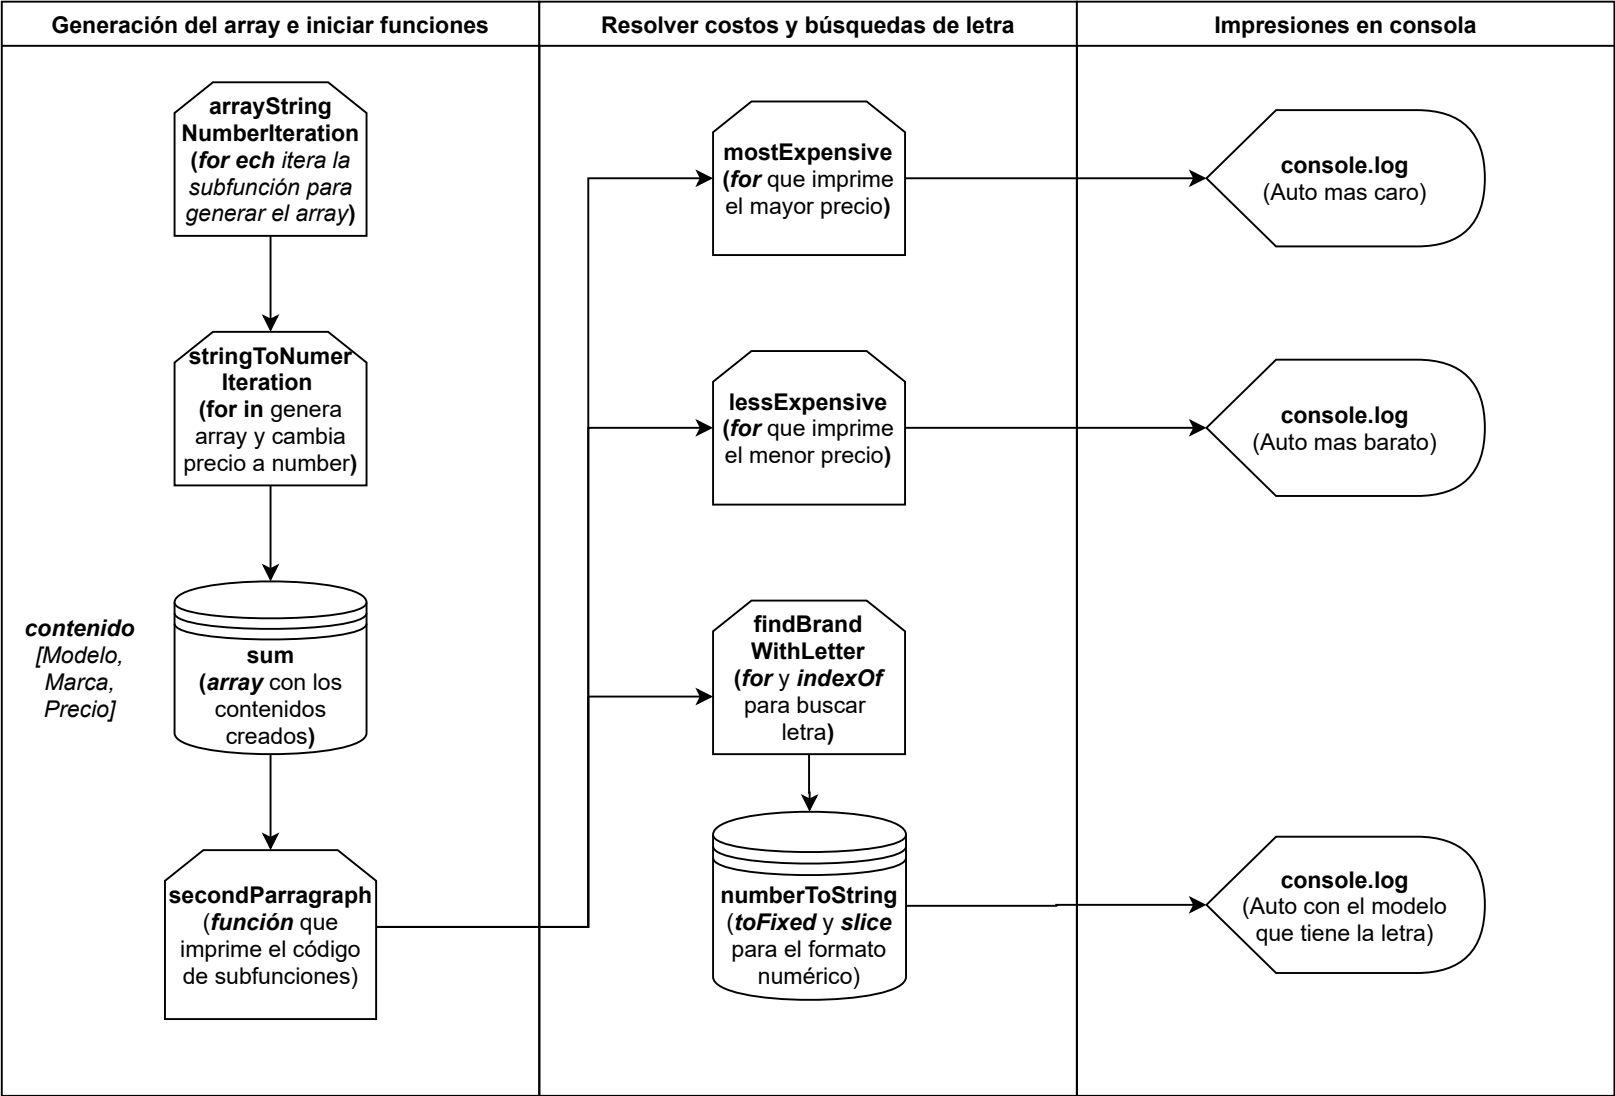 Generación del array e iniciar funciones
Resolver costos y búsquedas de letra
Impresiones en consola
arrayString
NumberIteration
(for ech itera la
subfunción para
generar el array)
stringToNumer
Iteration
(for in genera
array y cambia
precio a number)
contenido
[Modelo,
Marca,
Precio]
sum
(array con los
contenidos
creados)
secondParragraph
(función que
imprime el código
de subfunciones)
mostExpensive
(for que imprime
el mayor precio)
lessExpensive
(for que imprime
el menor precio)
findBrand
WithLetter
(for y indexOf
para buscar
letra)
numberToString
(toFixed y slice
para el formato
numérico)
console.log
(Auto mas caro)
console.log
(Auto mas barato)
console.log
(Auto con el modelo
que tiene la letra)